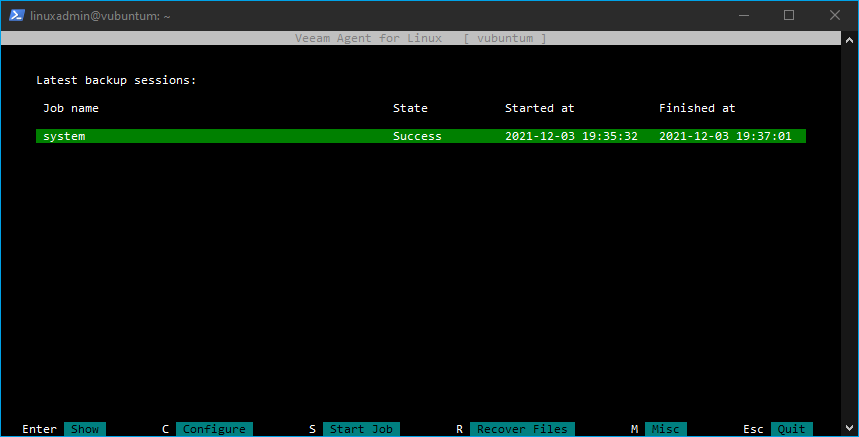 linuxadmin@vubuntum: ~
Veeam Agent for Linux [ vubuntum ]
Latest backup sessions:
Job name State Started at Finished at
system Success 2021-12-03 19:35:32 2021-12-03 19:37:01
Enter Show C Configure S Start Job R Recover Files M Misc Esc Quit